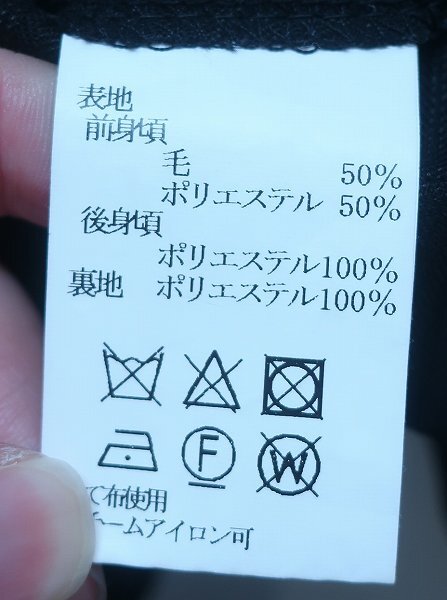 表地
前身頃
毛 50%
ポリエステル 50%
後身頃
ポリエステル100%
裏地 ポリエステル100%
F
W
て布使用
チームアイロン可